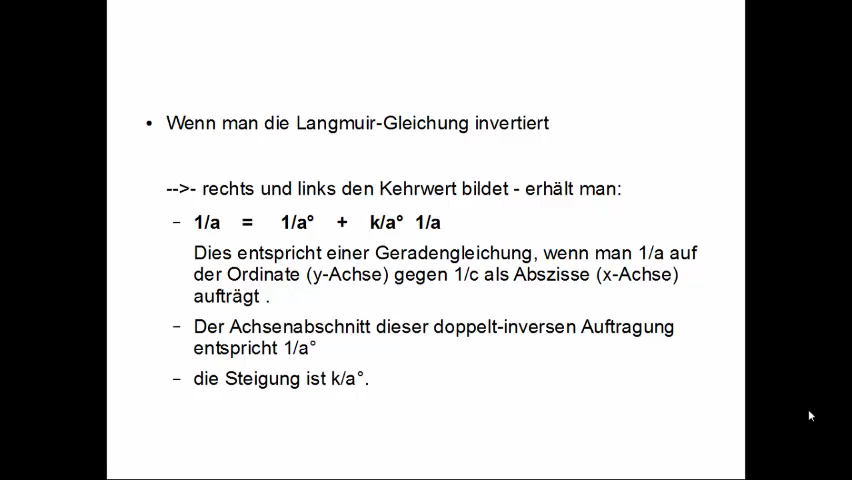 • Wenn man die Langmuir-Gleichung invertiert
-->- rechts und links den Kehrwert bildet - erhält man:
– 1/a = 1/a° + k/a° 1/a
Dies entspricht einer Geradengleichung, wenn man 1/a auf
der Ordinate (y-Achse) gegen 1/c als Abszisse (x-Achse)
aufträgt .
– Der Achsenabschnitt dieser doppelt-inversen Auftragung
entspricht 1/a°
– die Steigung ist k/a°.